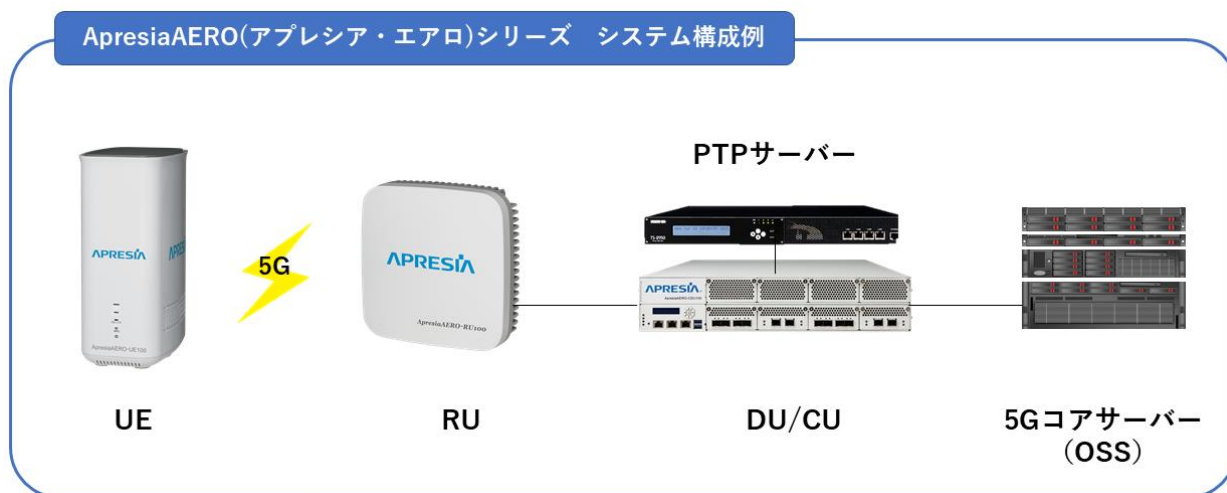 ApresiaAERO(アプレシア・エアロ)シリーズ　システム構成例
PTPサーバー
APRESIA
5G
APRESIA
ApresiaAERO-RU100
APRESIA
ApresiaAERO-UE100
UE
RU
DU/CU
5Gコアサーバー
(OSS)